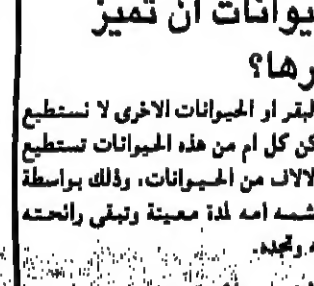 يوانات ان تميز
رها؟
لبقر او الحيوانات الاخرى لا نستطيع
كن كل ام من هذه الحيوانات تستطيع
لالاف من الحيوانات، وذلك بواسطة
شمه امه لمدة معينة وتبقى رائحته
ه وتجده.